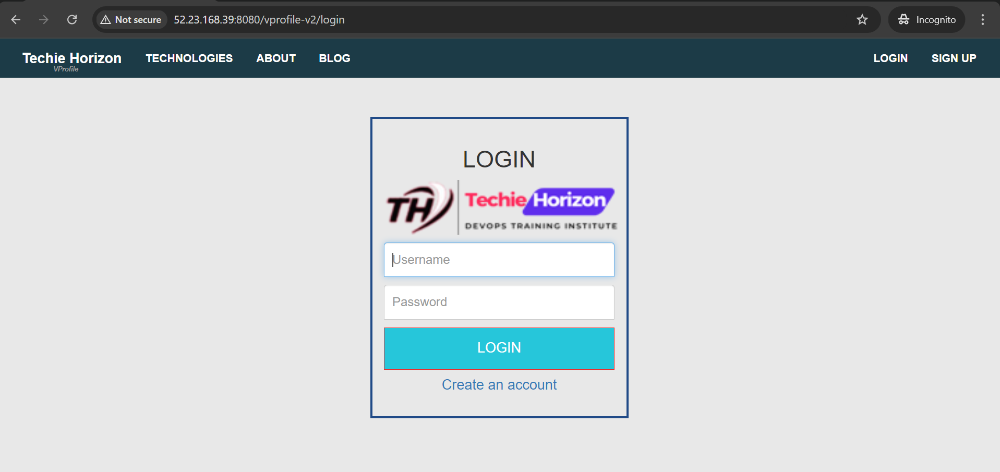 Not secure 52.23.168.39:8080/vprofile-v2/login Incognito
Techie Horizon TECHNOLOGIES ABOUT BLOG LOGIN SIGN UP
VProfile
LOGIN
TH Techie Horizon
DEVOPS TRAINING INSTITUTE
Username
Password
LOGIN
Create an account